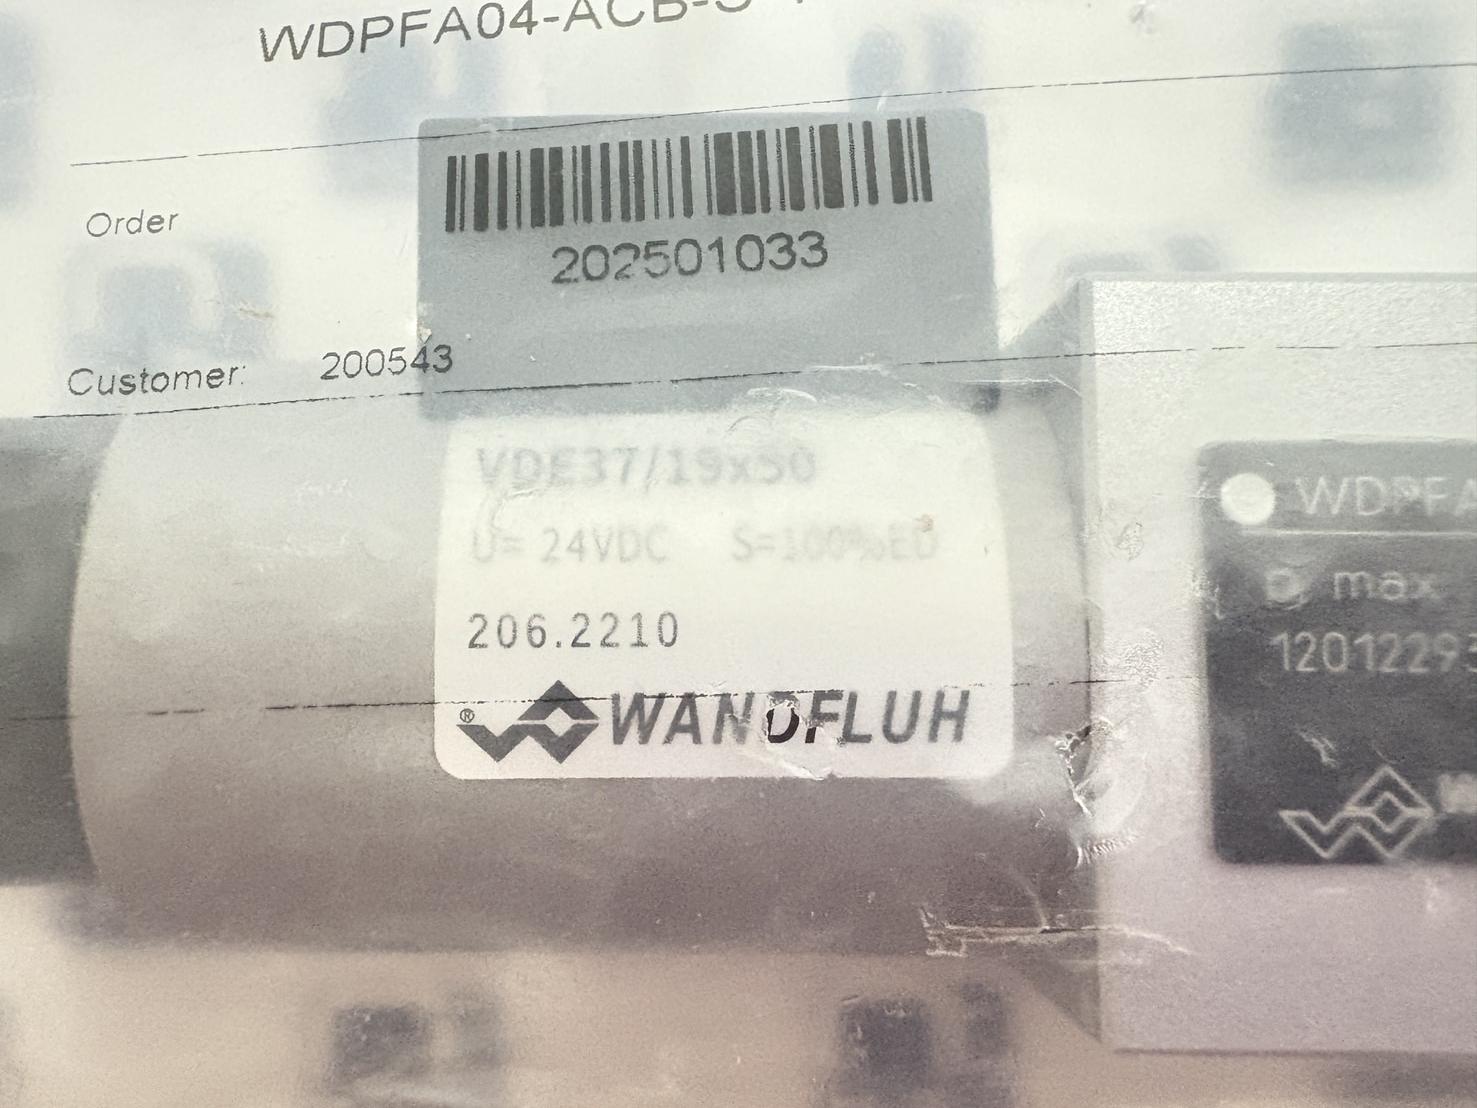 WDPFA04-ACB-S
Order
202501033
Customer: 200543
VDE37/19x50
U= 24VDC S=100%ED
206.2210
® WANDFLUH
WDPFA
p max
1201229